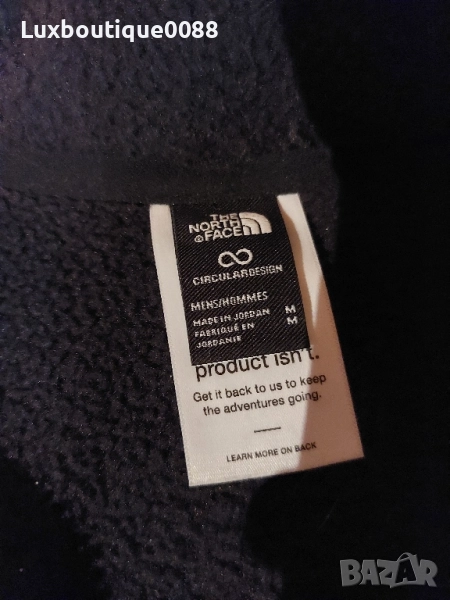 Luxboutique0088
THE
NORTH
FACE
CIRCULARDESIGN
MENS/HOMMES
MADE IN JORDAN M
FABRIQUÉ EN M
JORDANIE
product isn't.
Get it back to us to keep
the adventures going.
LEARN MORE ON BACK
BAZAR